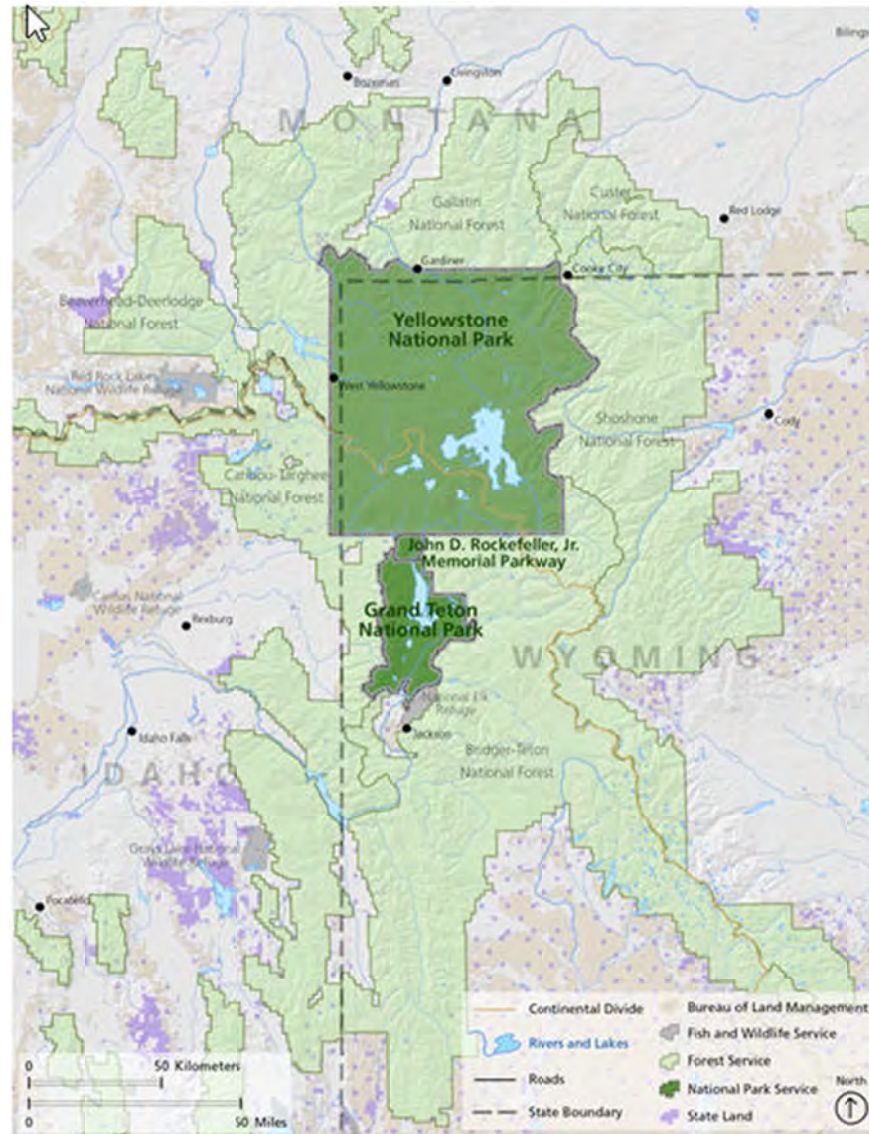 Billings
Bozeman
Livingston
MONTANA
Gallatin
National Forest
Custer
National Forest
Red Lodge
Gardiner
Cooke City
Beaverhead-Deerlodge
National Forest
Yellowstone
National Park
Red Rock Lakes
National Wildlife Refuge
West Yellowstone
Shoshone
National Forest
Cody
Caribou-Targhee
National Forest
John D. Rockefeller, Jr.
Memorial Parkway
Camas National
Wildlife Refuge
Rexburg
Grand Teton
National Park
WYOMING
National Elk
Refuge
Jackson
Idaho Falls
Bridger-Teton
National Forest
IDAHO
Grays Lake National
Wildlife Refuge
Pocatello
Continental Divide
Rivers and Lakes
Roads
State Boundary
Bureau of Land Management
Fish and Wildlife Service
Forest Service
National Park Service
State Land
North
0 50 Kilometers
0 50 Miles